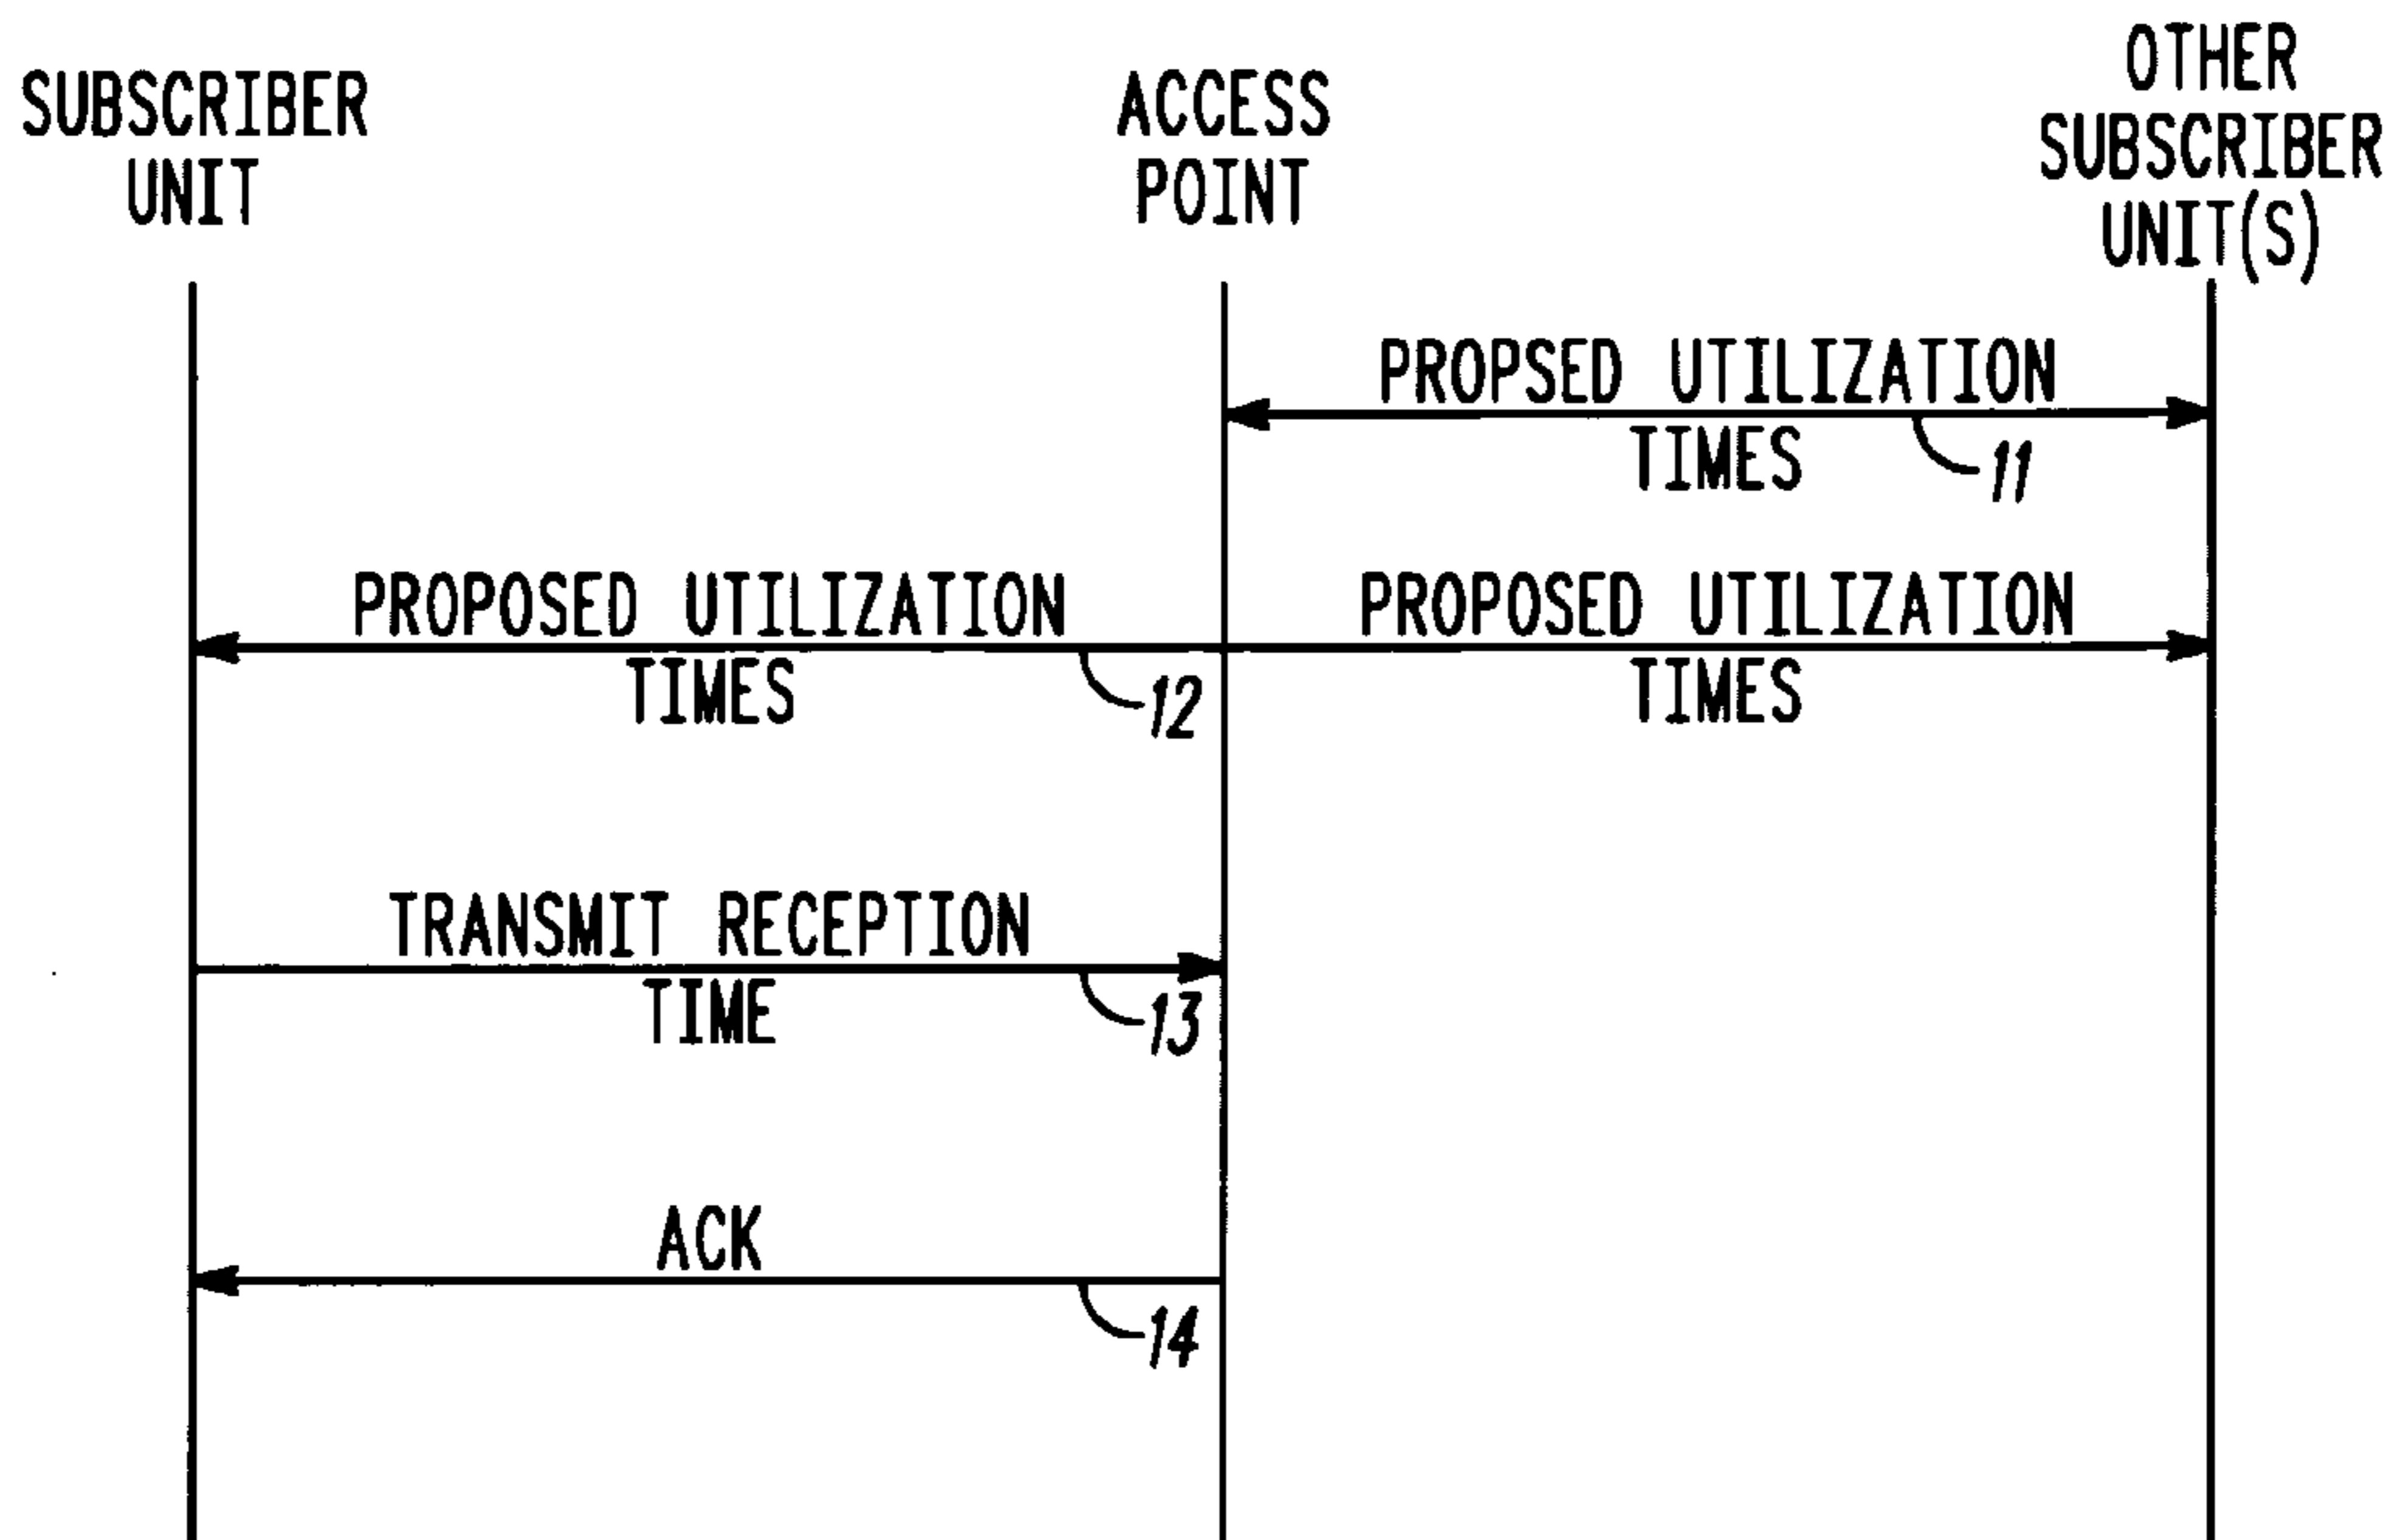 SUBSCRIBER
UNIT
ACCESS
POINT
OTHER
SUBSCRIBER
UNIT(S)
PROPSED UTILIZATION
TIMES
11
PROPOSED UTILIZATION
TIMES
12
PROPOSED UTILIZATION
TIMES
TRANSMIT RECEPTION
TIME
13
ACK
14